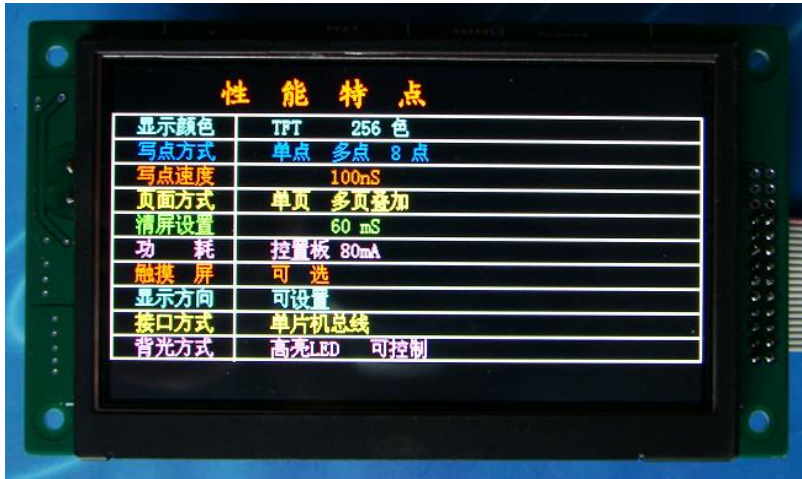 性 能 特 点
显示颜色 TFT 256 色
写点方式 单点 多点 8 点
写点速度 100nS
页面方式 单页 多页叠加
清屏设置 60 mS
功 耗 控置板 80mA
触摸 屏 可 选
显示方向 可设置
接口方式 单片机总线
背光方式 高亮LED 可控制